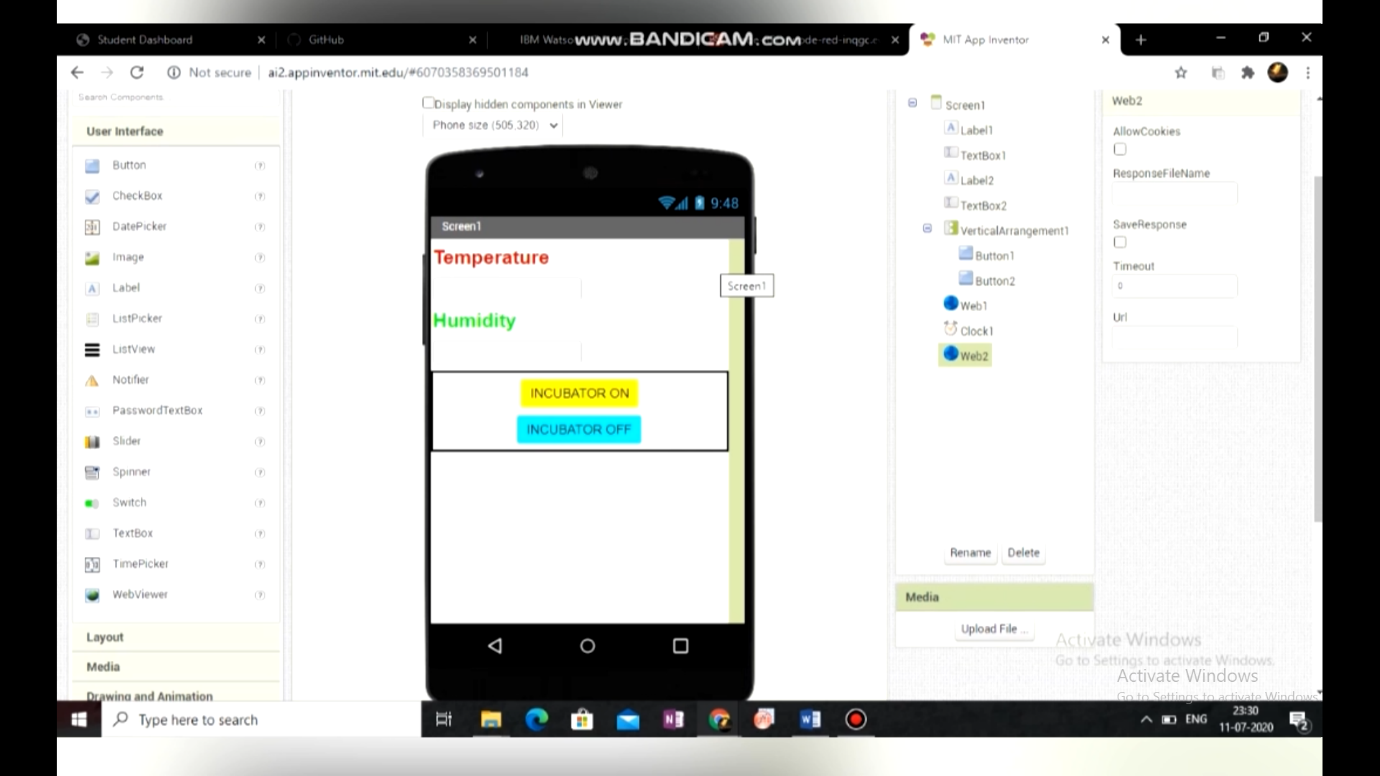 Student Dashboard
GitHub
IBM Watso
www.BANDICAM.com
ode-red-inqgc.c
MIT App Inventor
Not secure
ai2.appinventor.mit.edu/#6070358369501184
Search Components
User Interface
Button
CheckBox
DatePicker
Image
Label
ListPicker
ListView
Notifier
PasswordTextBox
Slider
Spinner
Switch
TextBox
TimePicker
WebViewer
Layout
Media
Drawing and Animation
Display hidden components in Viewer
Phone size (505,320)
9:48
Screen1
Temperature
Screen1
Humidity
INCUBATOR ON
INCUBATOR OFF
Screen1
Label1
TextBox1
Label2
TextBox2
VerticalArrangement1
Button1
Button2
Web1
Clock1
Web2
Rename
Delete
Media
Upload File ...
Web2
AllowCookies
ResponseFileName
SaveResponse
Timeout
0
Url
Activate Windows
Go to Settings to activate Windows.
Activate Windows
Go to Settings to activate Windows
Type here to search
ENG
23:30
11-07-2020
2